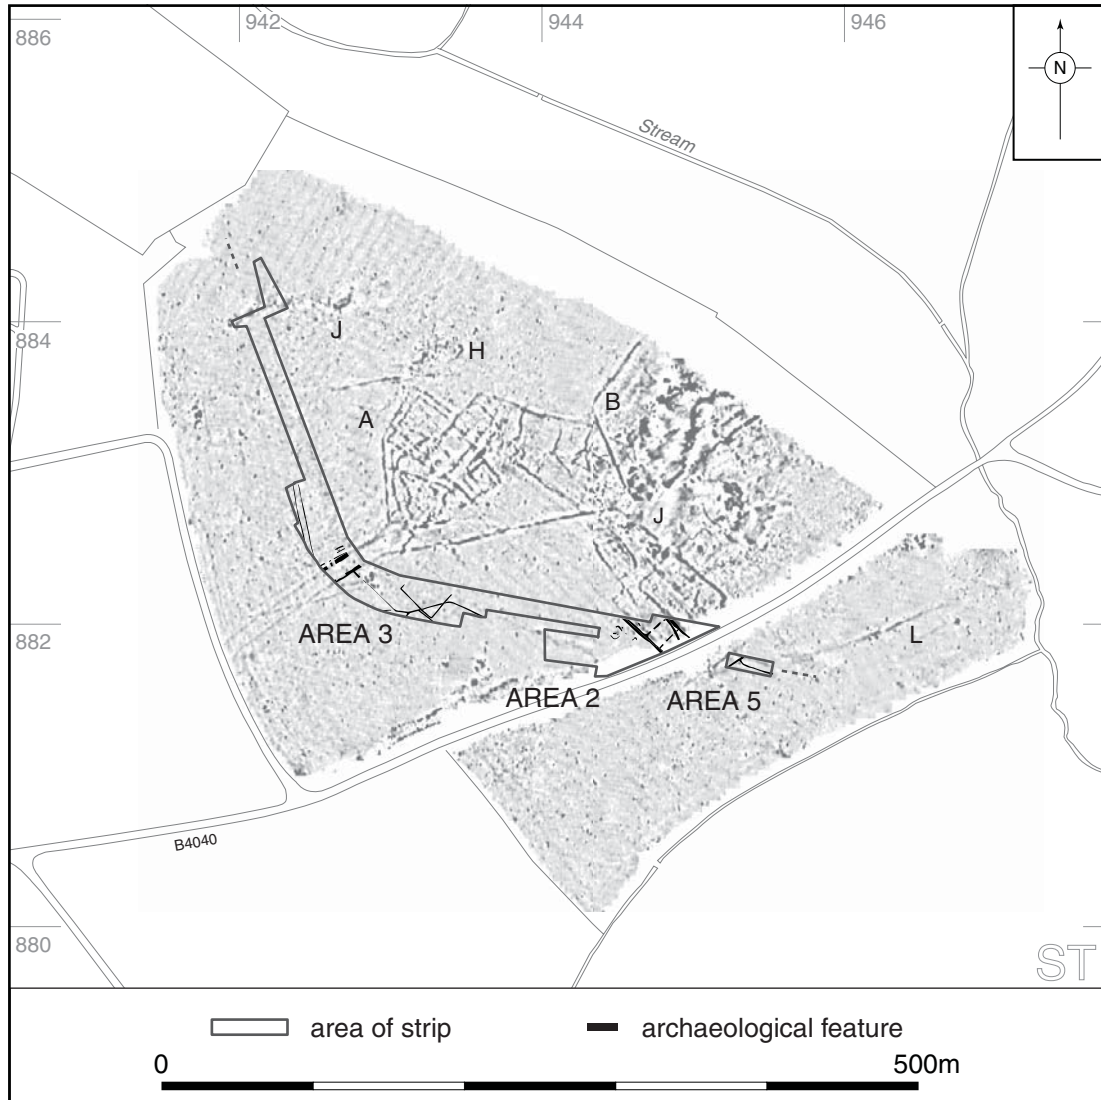 942
944
946
886
N
Stream
884
J
H
B
A
J
882
AREA 3
L
AREA 2
AREA 5
B4040
880
ST
area of strip
archaeological feature
0
500m